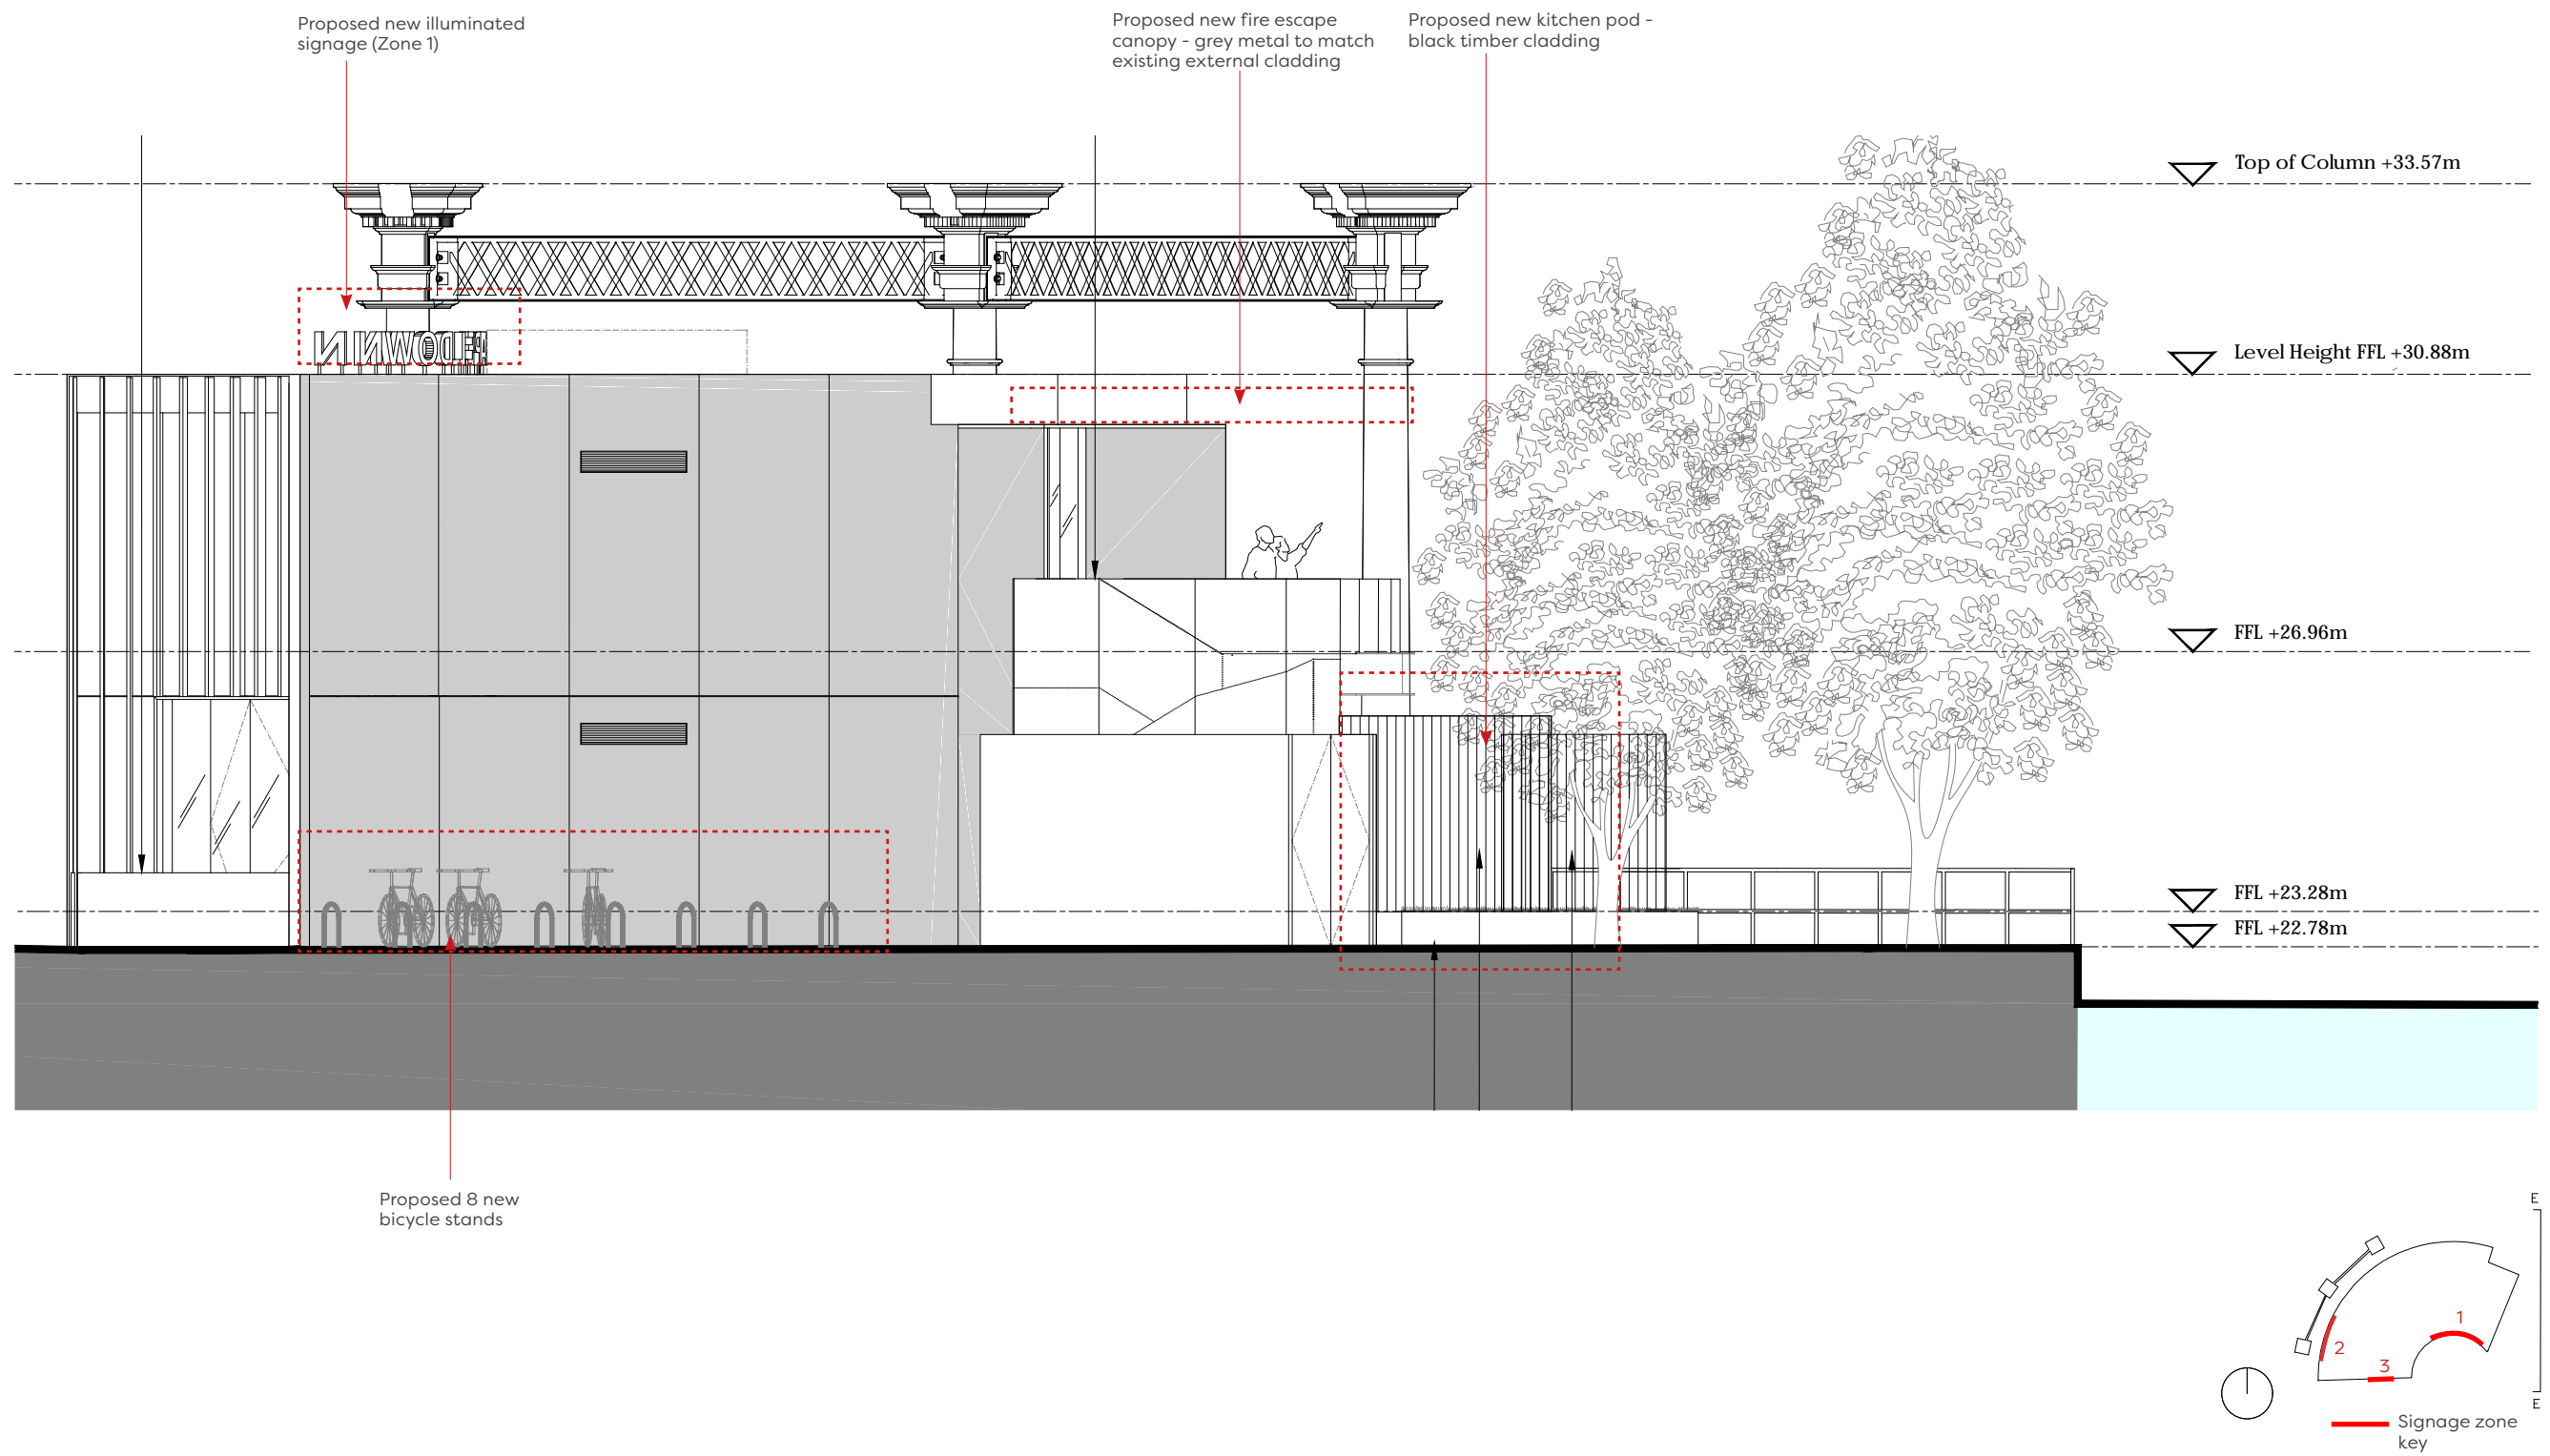 Proposed new illuminated
signage (Zone 1)
Proposed new fire escape
canopy - grey metal to match
existing external cladding
Proposed new kitchen pod -
black timber cladding
Top of Column +33.57m
Level Height FFL +30.88m
FFL +26.96m
FFL +23.28m
FFL +22.78m
Proposed 8 new
bicycle stands
E
1
2
3
E
Signage zone
key